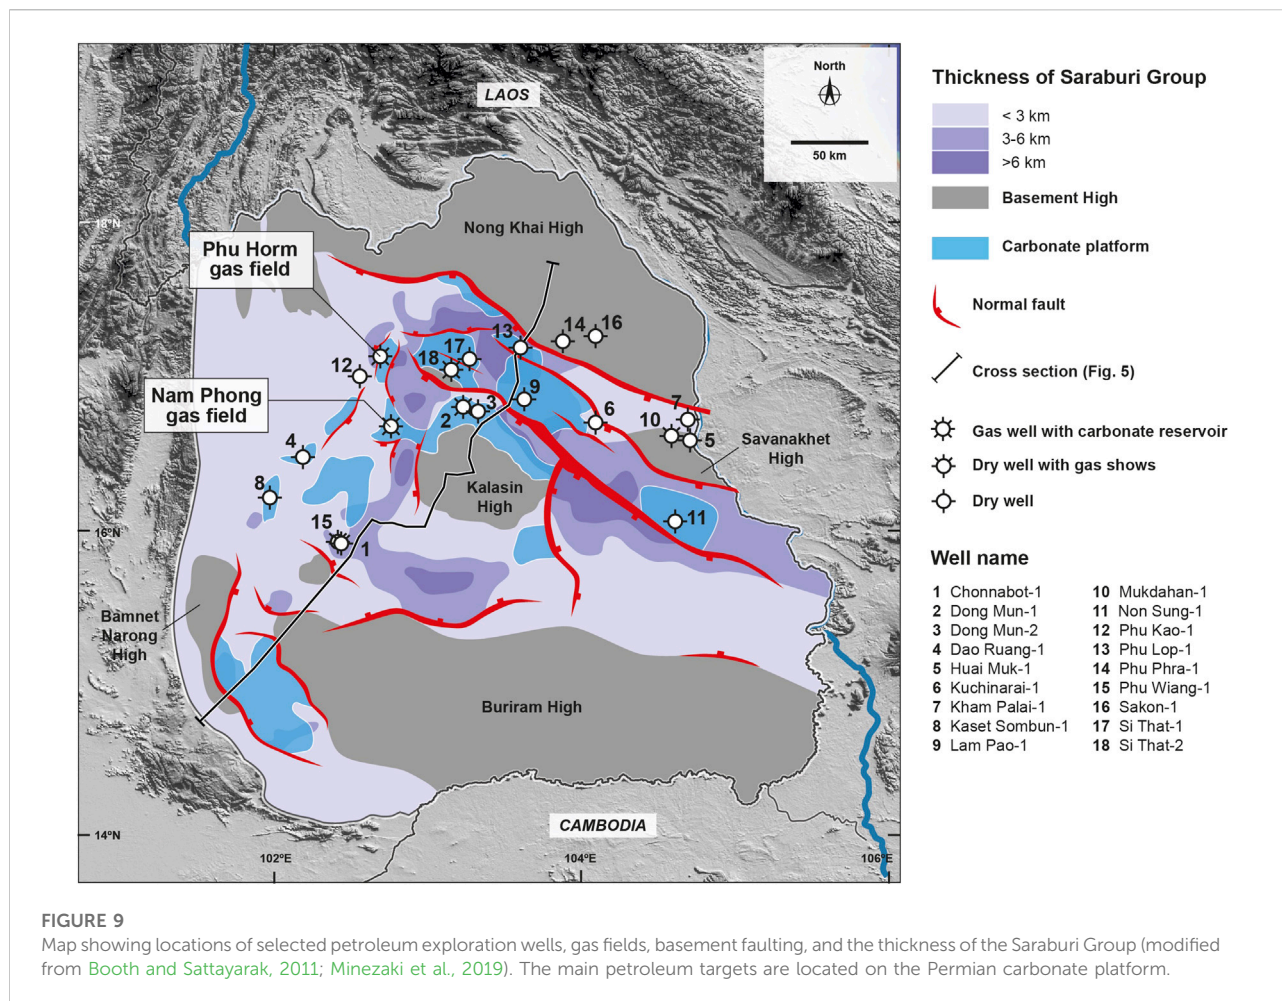 LAOS
North
50 km
18°N
Nong Khai High
Phu Horm
gas field
13
14
16
17
18
12
Nam Phong
gas field
9
2
3
6
7
10
5
4
Savanakhet
High
8
Kalasin
High
11
16°N
15
1
Bamnet
Narong
High
Buriram High
14°N
CAMBODIA
102°E
104°E
106°E
Thickness of Saraburi Group
< 3 km
3-6 km
>6 km
Basement High
Carbonate platform
Normal fault
Cross section (Fig. 5)
Gas well with carbonate reservoir
Dry well with gas shows
Dry well
Well name
1 Chonnabot-1
2 Dong Mun-1
3 Dong Mun-2
4 Dao Ruang-1
5 Huai Muk-1
6 Kuchinarai-1
7 Kham Palai-1
8 Kaset Sombun-1
9 Lam Pao-1
10 Mukdahan-1
11 Non Sung-1
12 Phu Kao-1
13 Phu Lop-1
14 Phu Phra-1
15 Phu Wiang-1
16 Sakon-1
17 Si That-1
18 Si That-2
FIGURE 9
Map showing locations of selected petroleum exploration wells, gas fields, basement faulting, and the thickness of the Saraburi Group (modified
from Booth and Sattayarak, 2011; Minezaki et al., 2019). The main petroleum targets are located on the Permian carbonate platform.